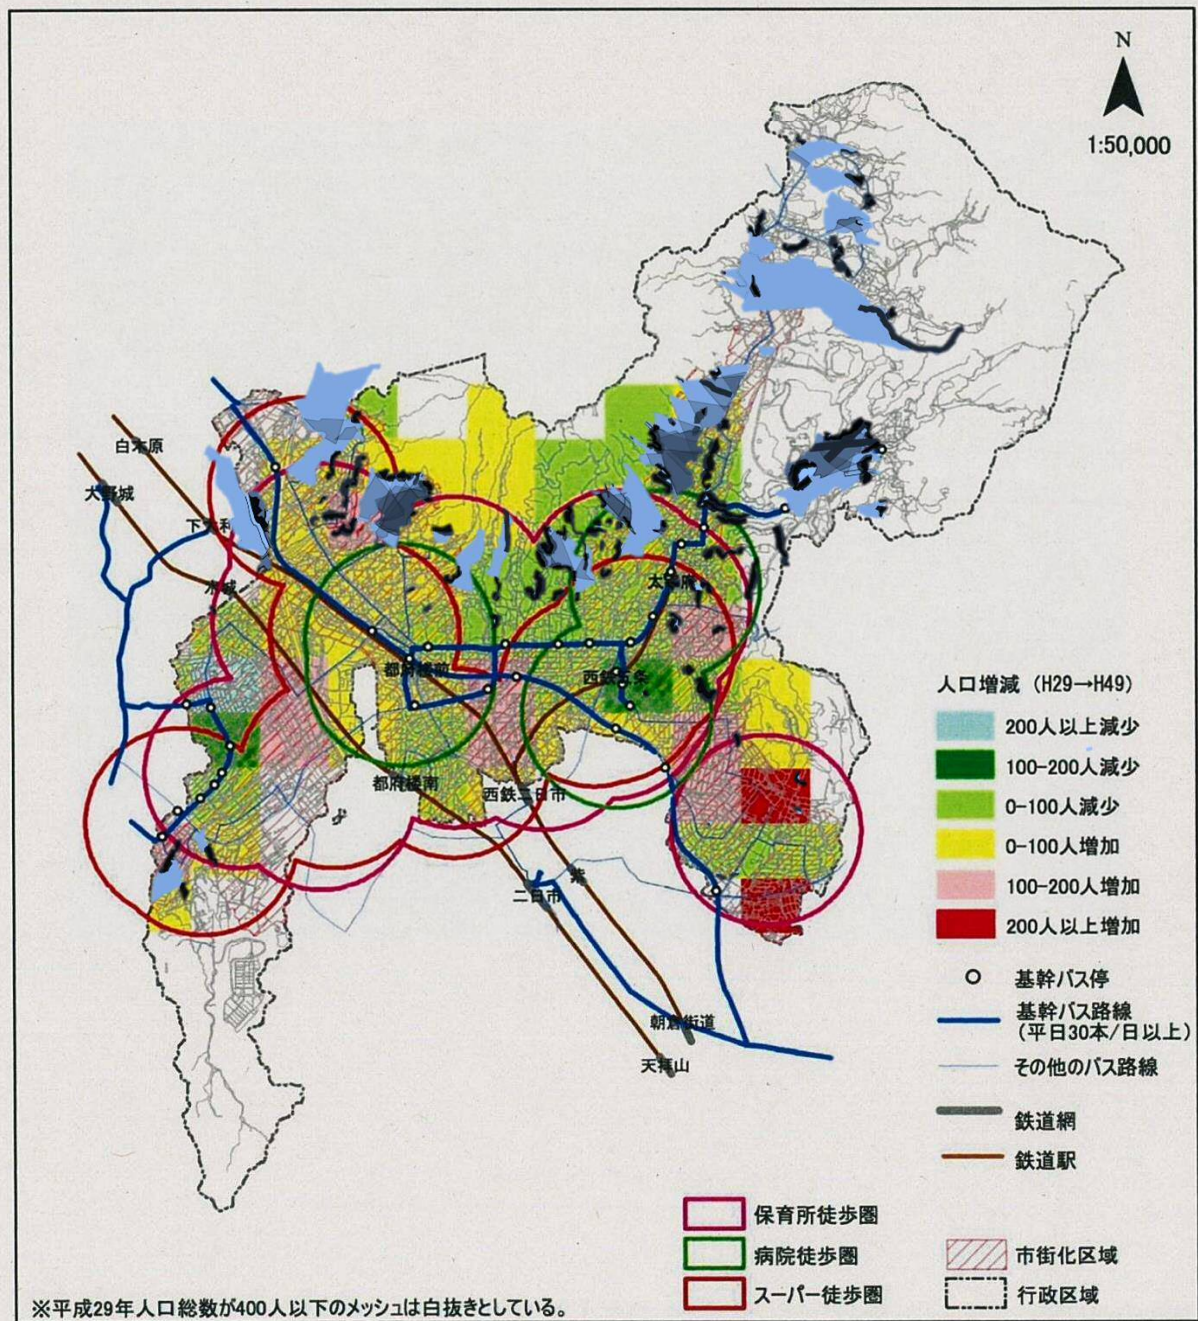 N
1:50,000
白木原
大野城
下大利
水城
太宰府
都府楼前
西鉄五条
都府楼南
西鉄二日市
紫
二日市
朝倉街道
天拝山
人口増減 (H29→H49)
200人以上減少
100-200人減少
0-100人減少
0-100人増加
100-200人増加
200人以上増加
基幹バス停
基幹バス路線
(平日30本/日以上)
その他のバス路線
鉄道網
鉄道駅
保育所徒歩圏
病院徒歩圏
スーパー徒歩圏
市街化区域
行政区域
※平成29年人口総数が400人以下のメッシュは白抜きとしている。